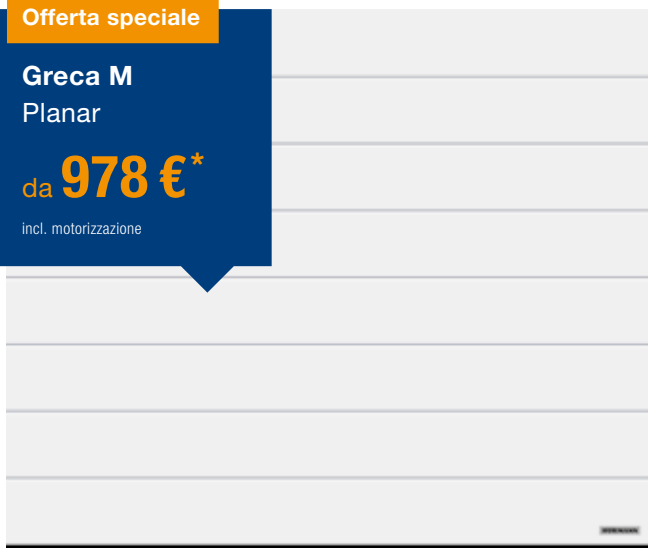 Offerta speciale
Greca M
Planar
da 978 €*
incl. motorizzazione